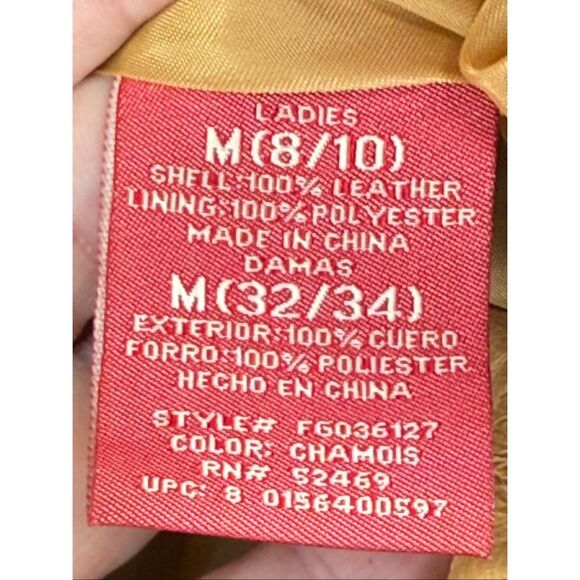 LADIES
M(8/10)
SHELL:100% LEATHER
LINING:100% POLYESTER
MADE IN CHINA
DAMAS
M(32/34)
EXTERIOR:100% CUERO
FORRO:100% POLIESTER
HECHO EN CHINA
STYLE# FG036127
COLOR: CHAMOIS
RN# 52469
UPC: 8 0156400597